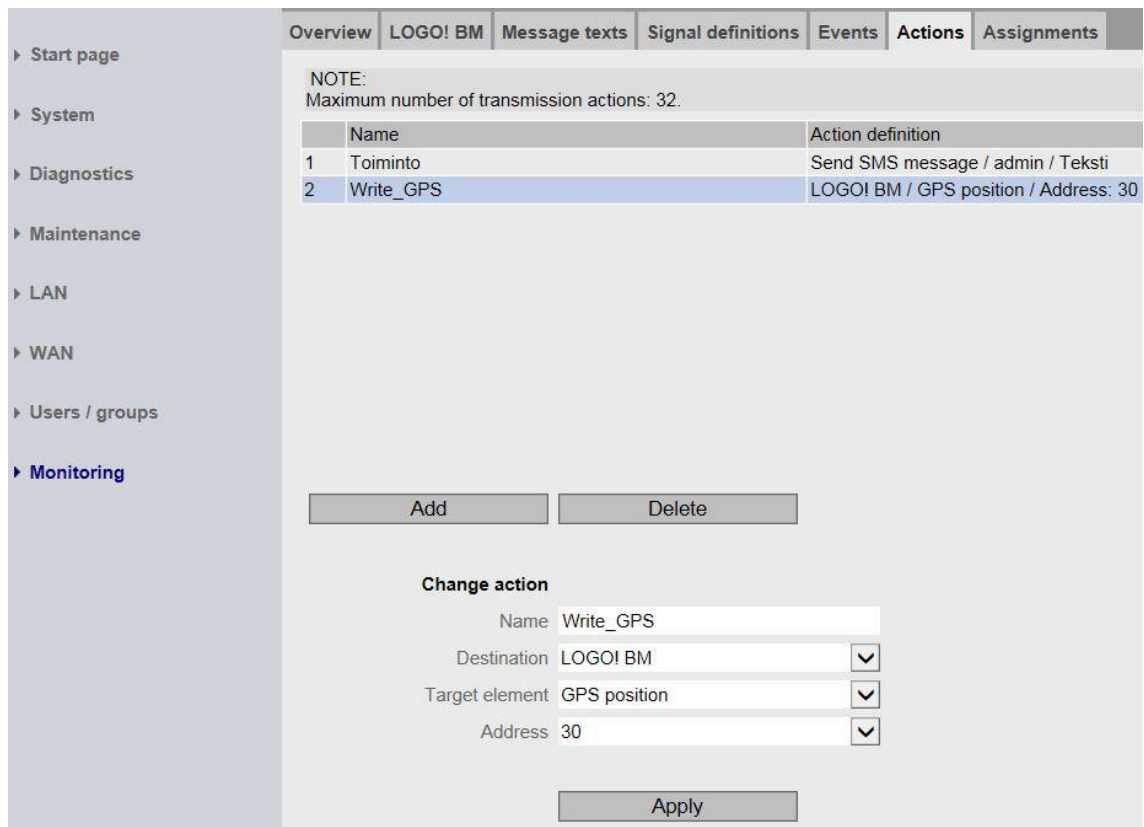 Overview LOGO! BM Message texts Signal definitions Events Actions Assignments
Start page
System
Diagnostics
Maintenance
LAN
WAN
Users / groups
Monitoring
NOTE:
Maximum number of transmission actions: 32.
Name Action definition
1 Toiminto Send SMS message / admin / Teksti
2 Write_GPS LOGO! BM / GPS position / Address: 30
Add Delete
Change action
Name Write_GPS
Destination LOGO! BM
Target element GPS position
Address 30
Apply